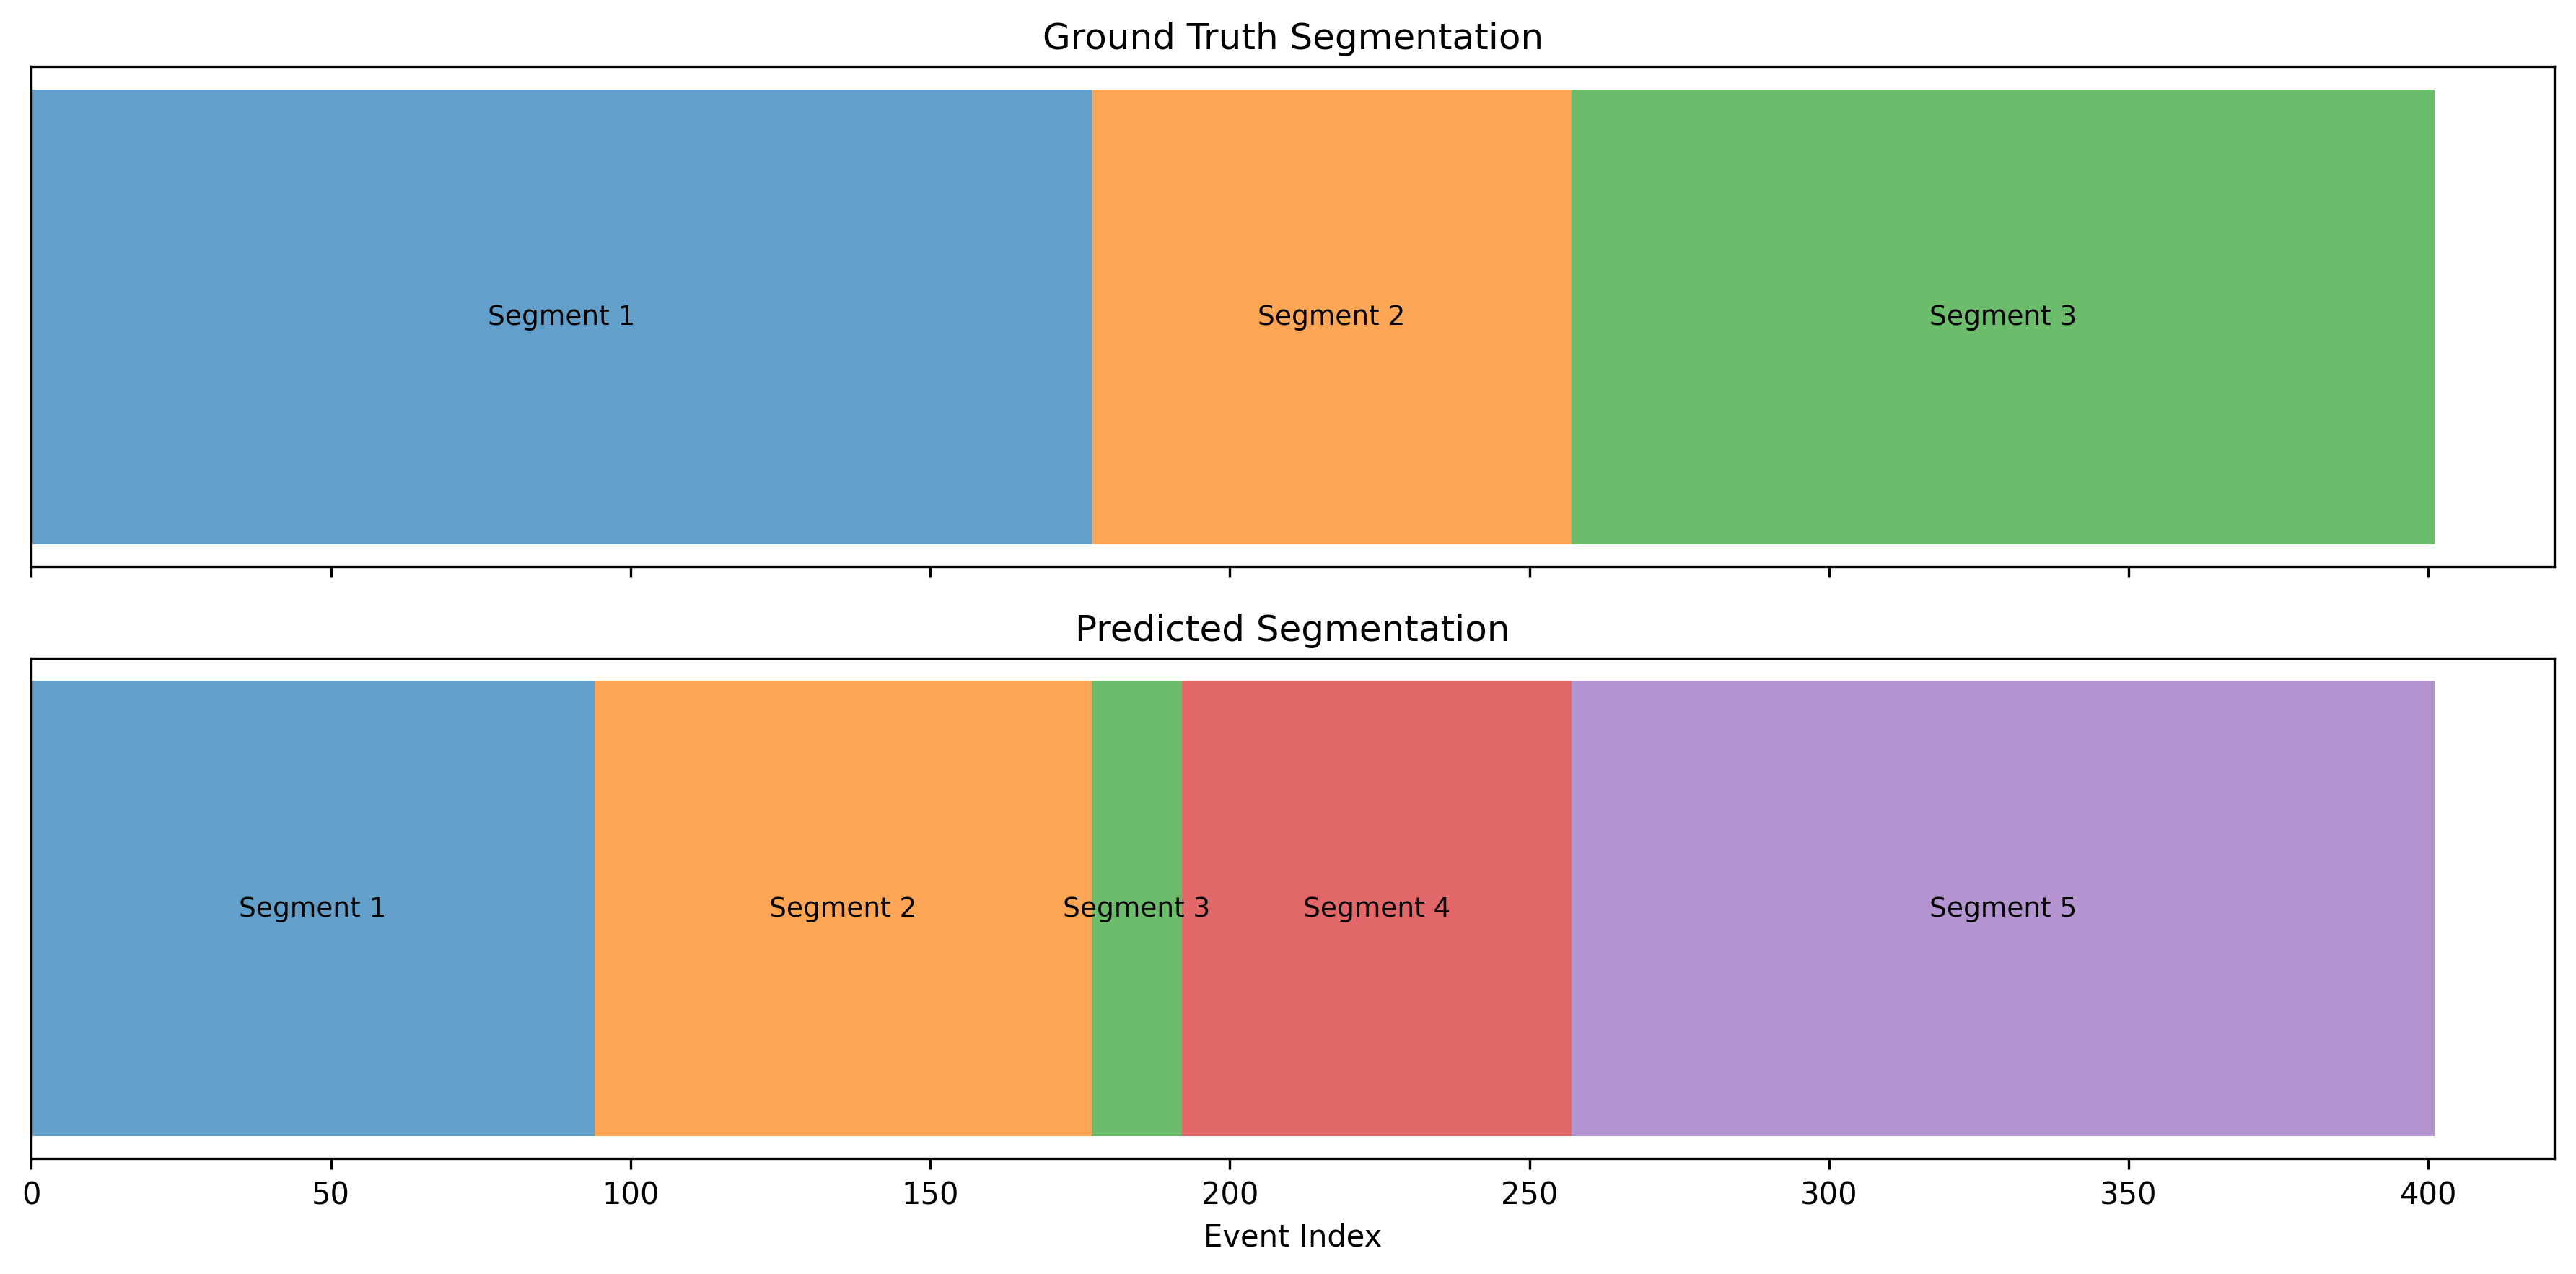 Ground Truth Segmentation
Segment 1 Segment 2 Segment 3
Predicted Segmentation
Segment 1 Segment 2 Segment 3 Segment 4 Segment 5
0 50 100 150 200 250 300 350 400
Event Index